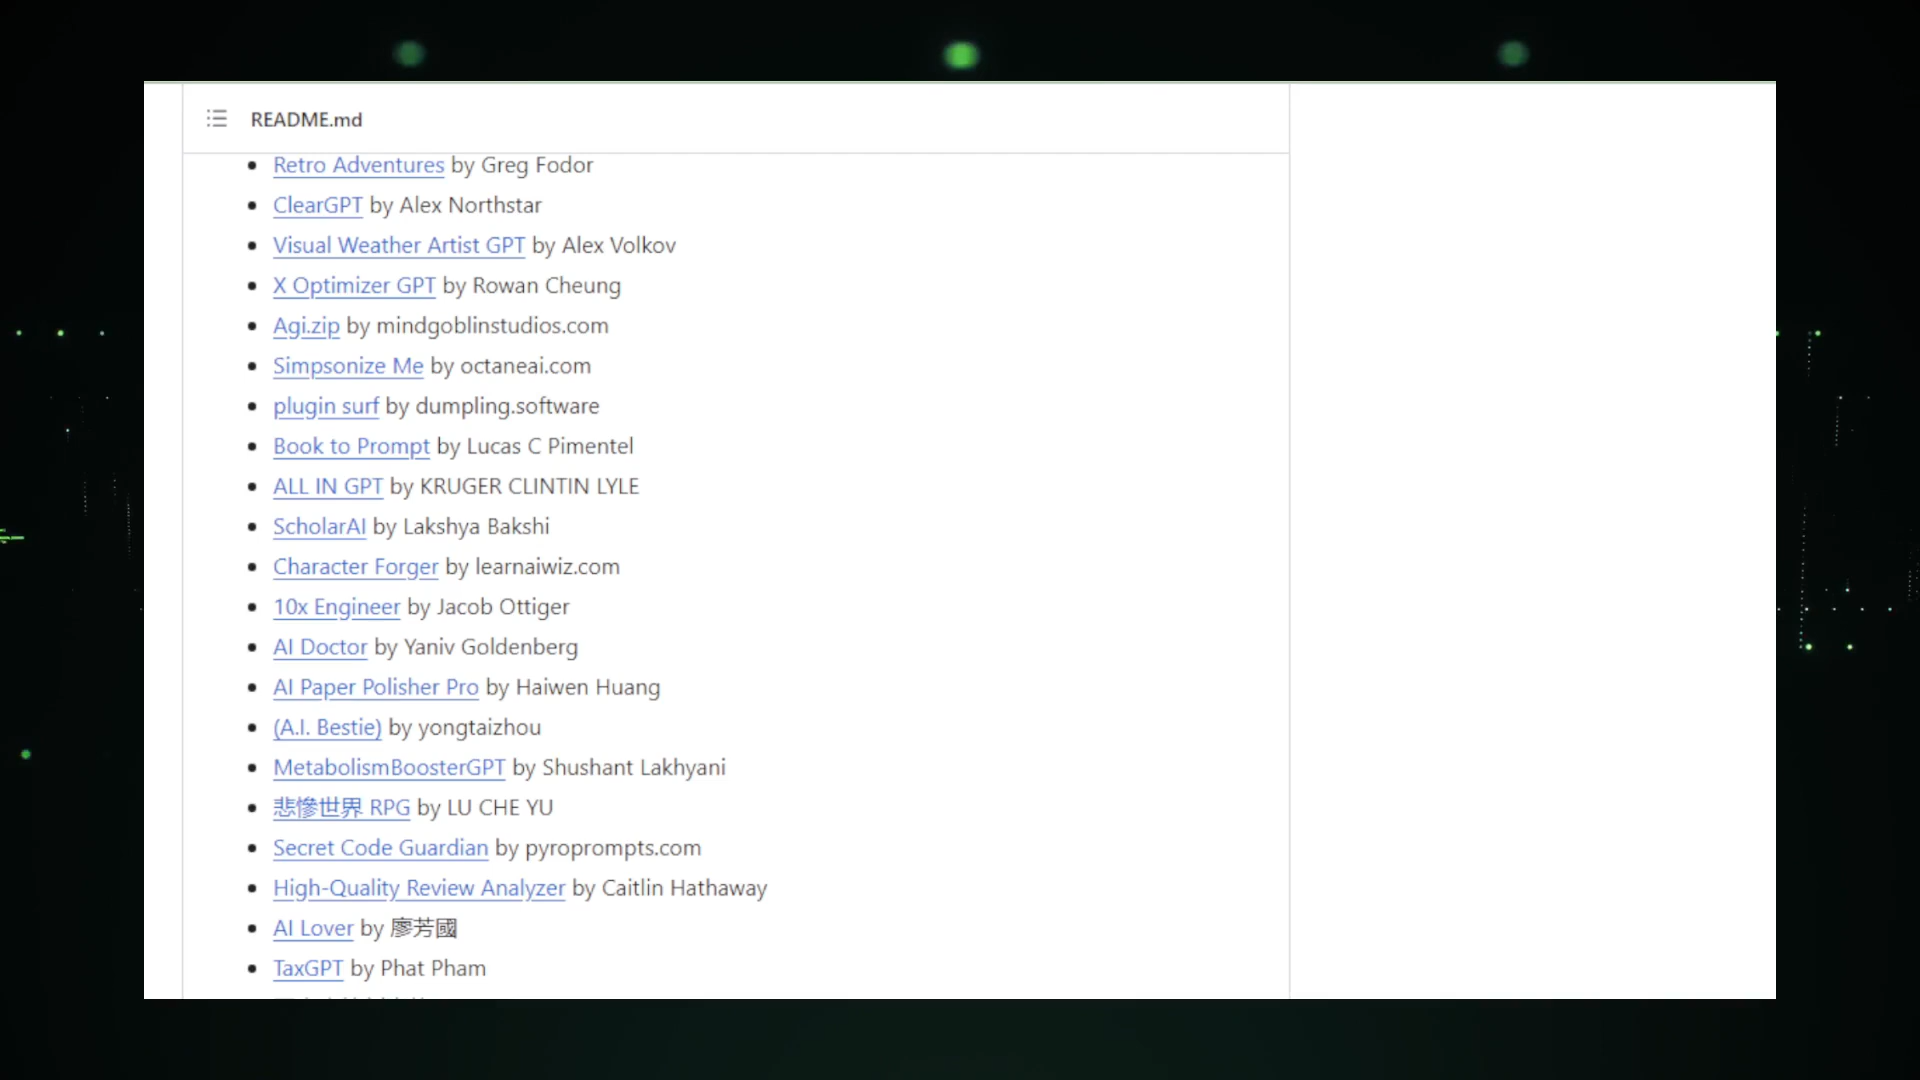 README.md
Retro Adventures by Greg Fodor
ClearGPT by Alex Northstar
Visual Weather Artist GPT by Alex Volkov
X Optimizer GPT by Rowan Cheung
Agi.zip by mindgoblinstudios.com
Simpsonize Me by octaneai.com
plugin surf by dumpling.software
Book to Prompt by Lucas C Pimentel
ALL IN GPT by KRUGER CLINTIN LYLE
ScholarAI by Lakshya Bakshi
Character Forger by learnaiwiz.com
10x Engineer by Jacob Ottiger
AI Doctor by Yaniv Goldenberg
AI Paper Polisher Pro by Haiwen Huang
(A.I. Bestie) by yongtaizhou
MetabolismBoosterGPT by Shushant Lakhyani
悲慘世界 RPG by LU CHE YU
Secret Code Guardian by pyroprompts.com
High-Quality Review Analyzer by Caitlin Hathaway
AI Lover by 廖芳國
TaxGPT by Phat Pham